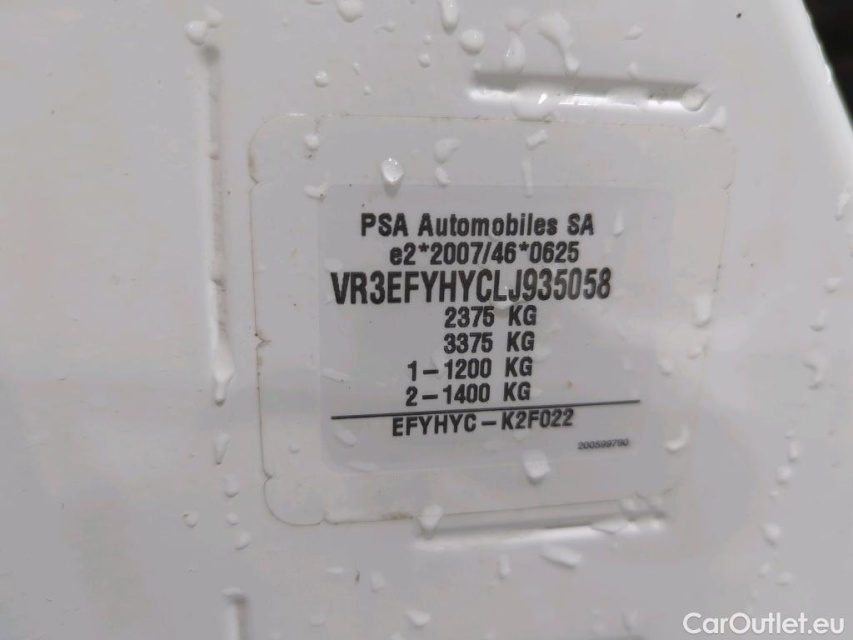 PSA Automobiles SA
e2*2007/46*0625
VR3EFYHYCLJ935058
2375 KG
3375 KG
1-1200 KG
2-1400 KG
EFYHYC-K2F022
200599790
CarOutlet.eu